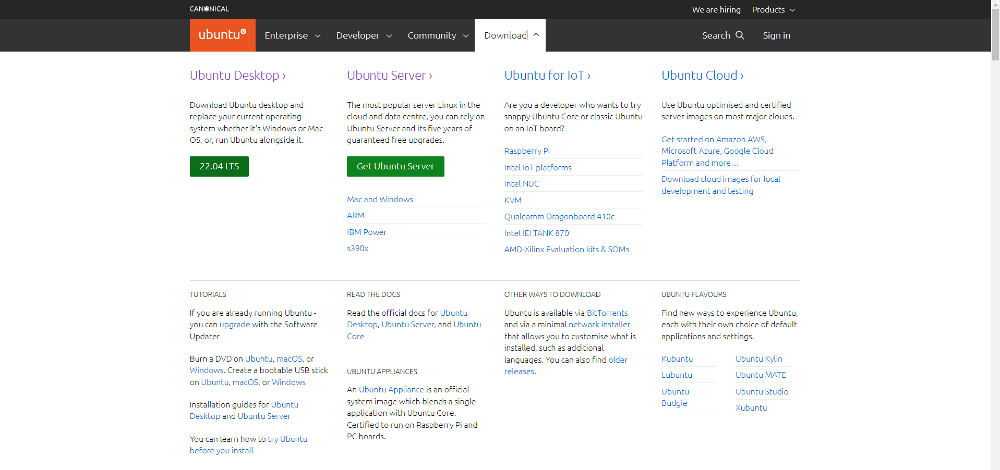 CANONICAL
We are hiring Products
ubuntu Enterprise Developer Community Download Search Sign in
Ubuntu Desktop ›
Download Ubuntu desktop and
replace your current operating
system whether it's Windows or Mac
OS, or, run Ubuntu alongside it.
22.04 LTS
Ubuntu Server ›
The most popular server Linux in the
cloud and data centre, you can rely on
Ubuntu Server and its five years of
guaranteed free upgrades.
Get Ubuntu Server
Mac and Windows
ARM
IBM Power
s390x
Ubuntu for IoT ›
Are you a developer who wants to try
snappy Ubuntu Core or classic Ubuntu
on an IoT board?
Raspberry Pi
Intel IoT platforms
Intel NUC
KVM
Qualcomm Dragonboard 410c
Intel IEI TANK 870
AMD-Xilinx Evaluation kits & SOMs
Ubuntu Cloud ›
Use Ubuntu optimised and certified
server images on most major clouds.
Get started on Amazon AWS,
Microsoft Azure, Google Cloud
Platform and more…
Download cloud images for local
development and testing
TUTORIALS
If you are already running Ubuntu -
you can upgrade with the Software
Updater
Burn a DVD on Ubuntu, macOS, or
Windows. Create a bootable USB stick
on Ubuntu, macOS, or Windows
Installation guides for Ubuntu
Desktop and Ubuntu Server
You can learn how to try Ubuntu
before you install
READ THE DOCS
Read the official docs for Ubuntu
Desktop, Ubuntu Server, and Ubuntu
Core
UBUNTU APPLIANCES
An Ubuntu Appliance is an official
system image which blends a single
application with Ubuntu Core.
Certified to run on Raspberry Pi and
PC boards.
OTHER WAYS TO DOWNLOAD
Ubuntu is available via BitTorrents
and via a minimal network installer
that allows you to customise what is
installed, such as additional
languages. You can also find older
releases.
UBUNTU FLAVOURS
Find new ways to experience Ubuntu,
each with their own choice of default
applications and settings.
Kubuntu
Lubuntu
Ubuntu
Budgie
Ubuntu Kylin
Ubuntu MATE
Ubuntu Studio
Xubuntu